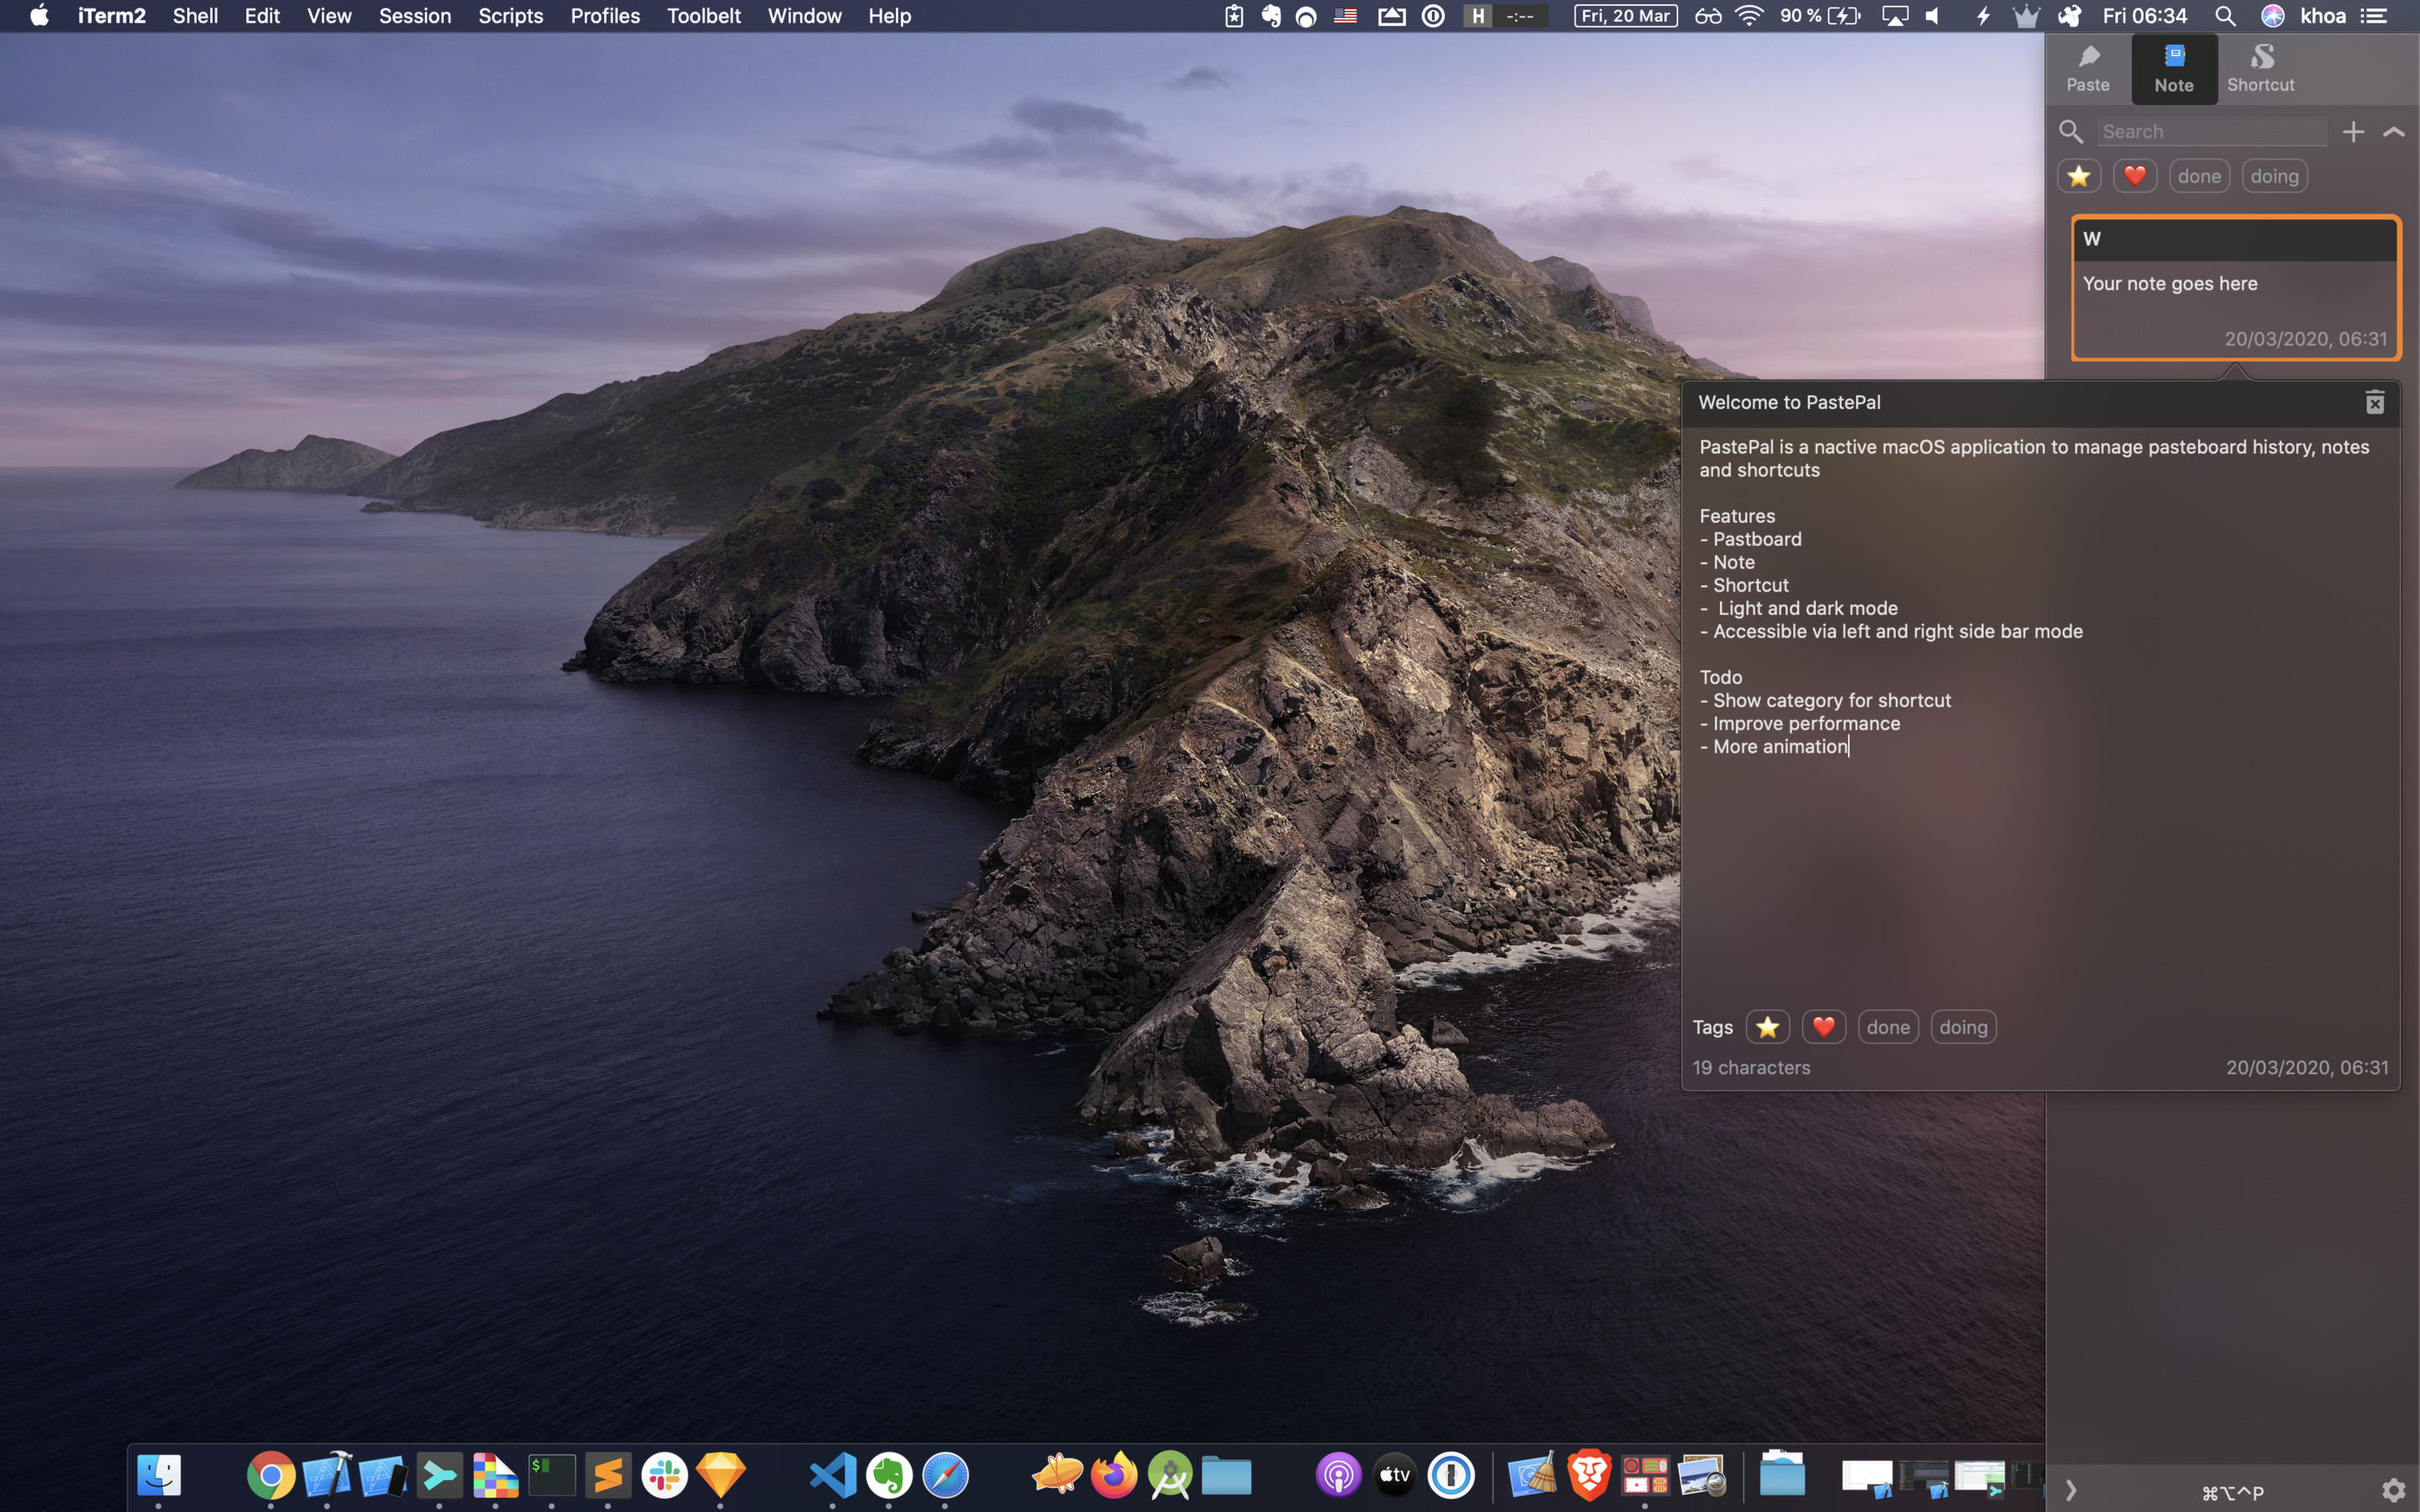 iTerm2 Shell Edit View Session Scripts Profiles Toolbelt Window Help H -:-- Fri, 20 Mar 90 % Fri 06:34 khoa
Paste Note Shortcut
Search
done doing
W
Your note goes here
20/03/2020, 06:31
Welcome to PastePal
PastePal is a nactive macOS application to manage pasteboard history, notes
and shortcuts
Features
- Pastboard
- Note
- Shortcut
-  Light and dark mode
- Accessible via left and right side bar mode
Todo
- Show category for shortcut
- Improve performance
- More animation
Tags done doing
19 characters 20/03/2020, 06:31
$ tv
⌘⌥^P